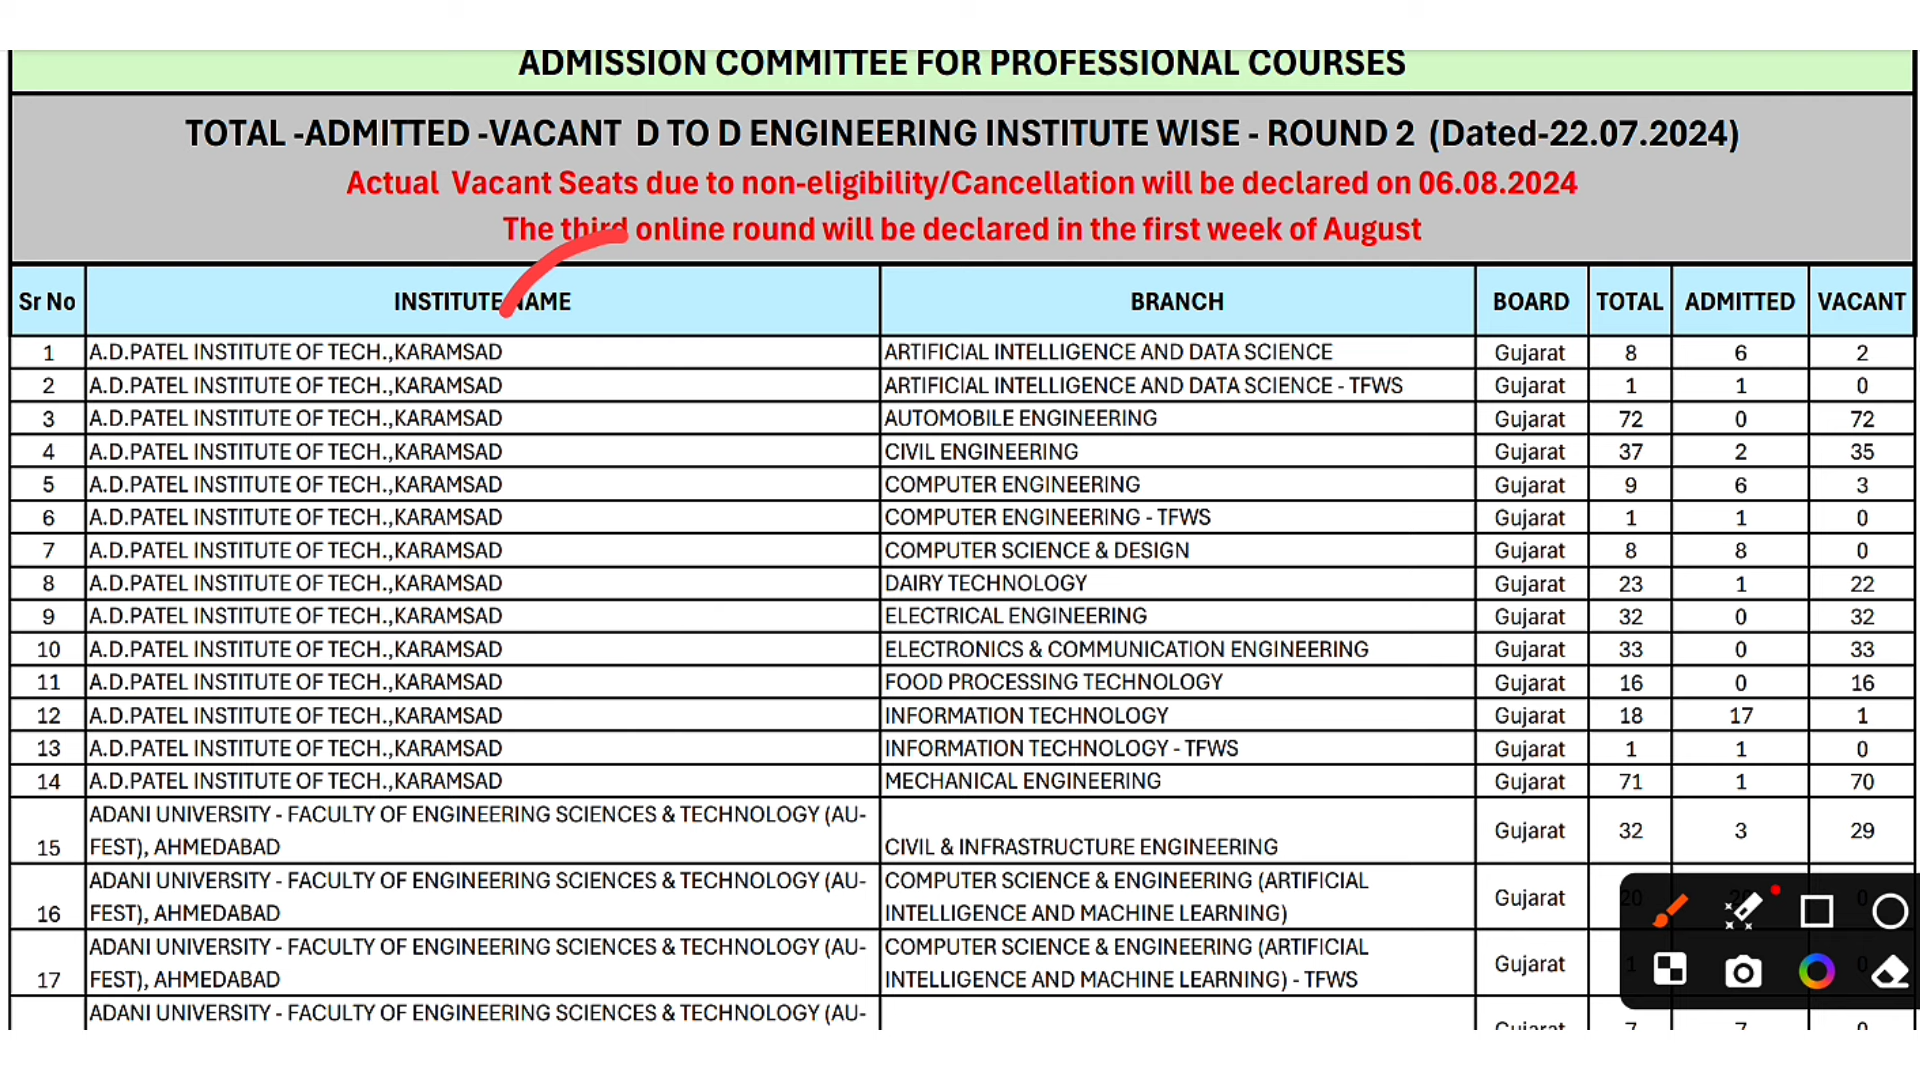 ADMISSION COMMITTEE FOR PROFESSIONAL COURSES
TOTAL -ADMITTED -VACANT D TO D ENGINEERING INSTITUTE WISE - ROUND 2 (Dated-22.07.2024)
Actual Vacant Seats due to non-eligibility/Cancellation will be declared on 06.08.2024
The third online round will be declared in the first week of August
Sr No INSTITUTE NAME BRANCH BOARD TOTAL ADMITTED VACANT
1 A.D.PATEL INSTITUTE OF TECH.,KARAMSAD ARTIFICIAL INTELLIGENCE AND DATA SCIENCE Gujarat 8 6 2
2 A.D.PATEL INSTITUTE OF TECH.,KARAMSAD ARTIFICIAL INTELLIGENCE AND DATA SCIENCE - TFWS Gujarat 1 1 0
3 A.D.PATEL INSTITUTE OF TECH.,KARAMSAD AUTOMOBILE ENGINEERING Gujarat 72 0 72
4 A.D.PATEL INSTITUTE OF TECH.,KARAMSAD CIVIL ENGINEERING Gujarat 37 2 35
5 A.D.PATEL INSTITUTE OF TECH.,KARAMSAD COMPUTER ENGINEERING Gujarat 9 6 3
6 A.D.PATEL INSTITUTE OF TECH.,KARAMSAD COMPUTER ENGINEERING - TFWS Gujarat 1 1 0
7 A.D.PATEL INSTITUTE OF TECH.,KARAMSAD COMPUTER SCIENCE & DESIGN Gujarat 8 8 0
8 A.D.PATEL INSTITUTE OF TECH.,KARAMSAD DAIRY TECHNOLOGY Gujarat 23 1 22
9 A.D.PATEL INSTITUTE OF TECH.,KARAMSAD ELECTRICAL ENGINEERING Gujarat 32 0 32
10 A.D.PATEL INSTITUTE OF TECH.,KARAMSAD ELECTRONICS & COMMUNICATION ENGINEERING Gujarat 33 0 33
11 A.D.PATEL INSTITUTE OF TECH.,KARAMSAD FOOD PROCESSING TECHNOLOGY Gujarat 16 0 16
12 A.D.PATEL INSTITUTE OF TECH.,KARAMSAD INFORMATION TECHNOLOGY Gujarat 18 17 1
13 A.D.PATEL INSTITUTE OF TECH.,KARAMSAD INFORMATION TECHNOLOGY - TFWS Gujarat 1 1 0
14 A.D.PATEL INSTITUTE OF TECH.,KARAMSAD MECHANICAL ENGINEERING Gujarat 71 1 70
ADANI UNIVERSITY - FACULTY OF ENGINEERING SCIENCES & TECHNOLOGY (AU-
15 FEST), AHMEDABAD CIVIL & INFRASTRUCTURE ENGINEERING Gujarat 32 3 29
ADANI UNIVERSITY - FACULTY OF ENGINEERING SCIENCES & TECHNOLOGY (AU- COMPUTER SCIENCE & ENGINEERING (ARTIFICIAL
16 FEST), AHMEDABAD INTELLIGENCE AND MACHINE LEARNING) Gujarat 20
ADANI UNIVERSITY - FACULTY OF ENGINEERING SCIENCES & TECHNOLOGY (AU- COMPUTER SCIENCE & ENGINEERING (ARTIFICIAL
17 FEST), AHMEDABAD INTELLIGENCE AND MACHINE LEARNING) - TFWS Gujarat 1
ADANI UNIVERSITY - FACULTY OF ENGINEERING SCIENCES & TECHNOLOGY (AU-
Gujarat 7 7 0